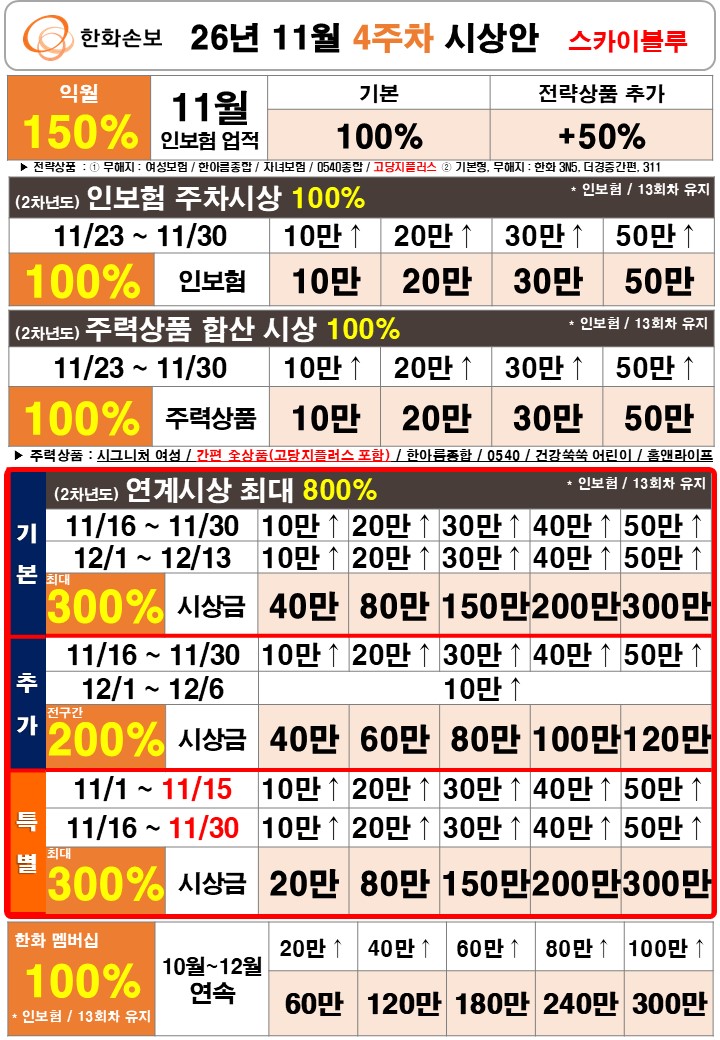 한화손보 26년 11월 4주차 시상안 스카이블루
익월 150% 11월 인보험 업적 기본 전략상품 추가
100% +50%
▶ 전략상품 : ① 무해지 : 여성보험 / 한아름종합 / 자녀보험 / 0540종합 / 고당지플러스 ② 기본형, 무해지 : 한화 3N5, 더경증간편, 311
(2차년도) 인보험 주차시상 100% * 인보험 / 13회차 유지
11/23 ~ 11/30 10만↑ 20만↑ 30만↑ 50만↑
100% 인보험 10만 20만 30만 50만
(2차년도) 주력상품 합산 시상 100% * 인보험 / 13회차 유지
11/23 ~ 11/30 10만↑ 20만↑ 30만↑ 50만↑
100% 주력상품 10만 20만 30만 50만
▶ 주력상품 : 시그니처 여성 / 간편 全상품(고당지플러스 포함) / 한아름종합 / 0540 / 건강쑥쑥 어린이 / 홈앤라이프
기본
(2차년도) 연계시상 최대 800% * 인보험 / 13회차 유지
11/16 ~ 11/30 10만↑ 20만↑ 30만↑ 40만↑ 50만↑
12/1 ~ 12/13 10만↑ 20만↑ 30만↑ 40만↑ 50만↑
최대
300% 시상금 40만 80만 150만 200만 300만
추가
11/16 ~ 11/30 10만↑ 20만↑ 30만↑ 40만↑ 50만↑
12/1 ~ 12/6 10만↑
전구간
200% 시상금 40만 60만 80만 100만 120만
특별
11/1 ~ 11/15 10만↑ 20만↑ 30만↑ 40만↑ 50만↑
11/16 ~ 11/30 10만↑ 20만↑ 30만↑ 40만↑ 50만↑
최대
300% 시상금 20만 80만 150만 200만 300만
한화 멤버십
100%
* 인보험 / 13회차 유지
10월~12월
연속
20만↑ 40만↑ 60만↑ 80만↑ 100만↑
60만 120만 180만 240만 300만